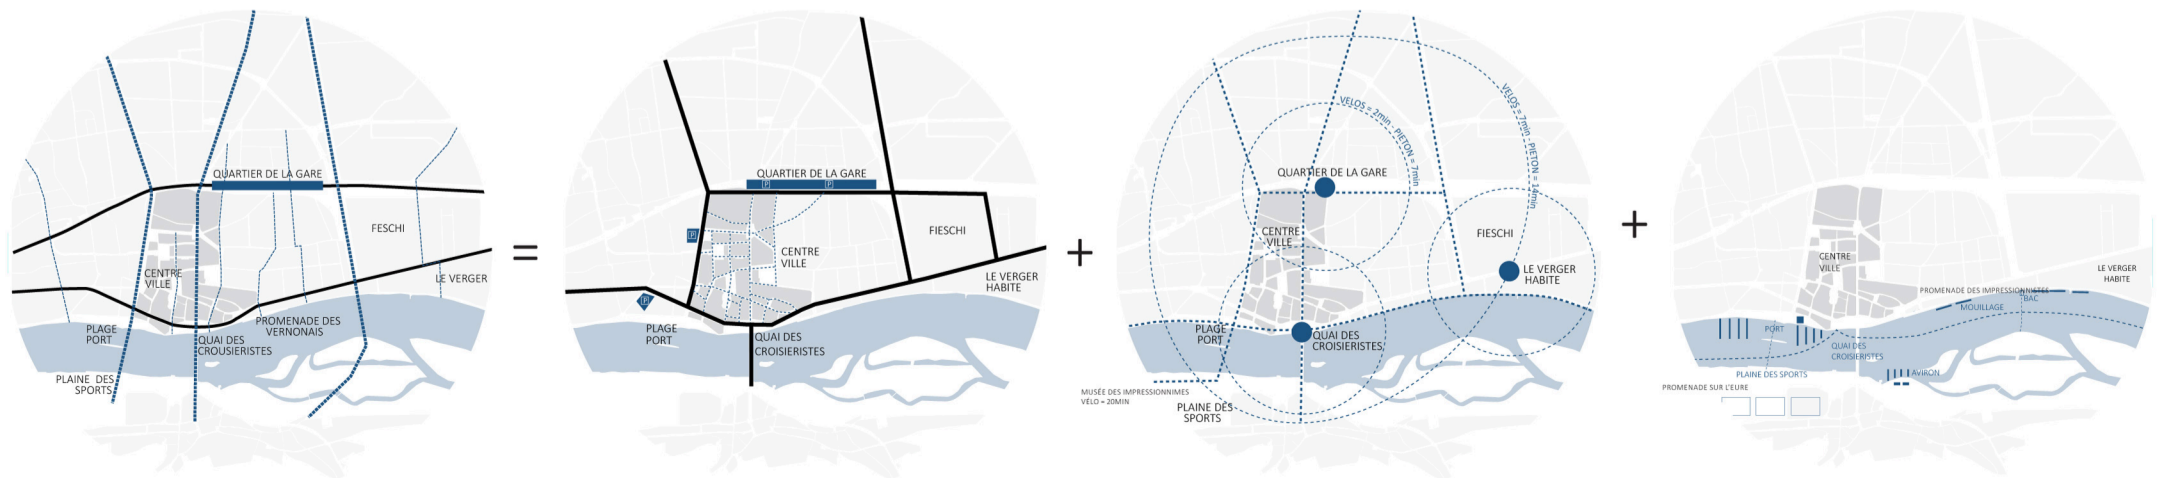 QUARTIER DE LA GARE
FESCHI
CENTRE
VILLE
LE VERGER
PLAGE
PORT
PROMENADE DES
VERNONAIS
QUAI DES
CROUSIERISTES
PLAINE DES
SPORTS
=
QUARTIER DE LA GARE
P
P
P
P
FIESCHI
CENTRE
VILLE
LE VERGER
HABITE
PLAGE
PORT
QUAI DES
CROISIERISTES
+
VELOS = 2min - PIETON = 7min
VELOS = 7min - PIETON = 14min
QUARTIER DE LA GARE
CENTRE
VILLE
FIESCHI
LE VERGER
HABITE
PLAGE
PORT
QUAI DES
CROISIERISTES
MUSÉE DES IMPRESSIONNIMES
VÉLO = 20MIN
PLAINE DES
SPORTS
+
CENTRE
VILLE
LE VERGER
HABITE
PROMENADE DES IMPRESSIONNISTES
BAC
MOUILLAGE
PORT
QUAI DES
CROISIERISTES
PLAINE DES SPORTS
AVIRON
PROMENADE SUR L'EURE